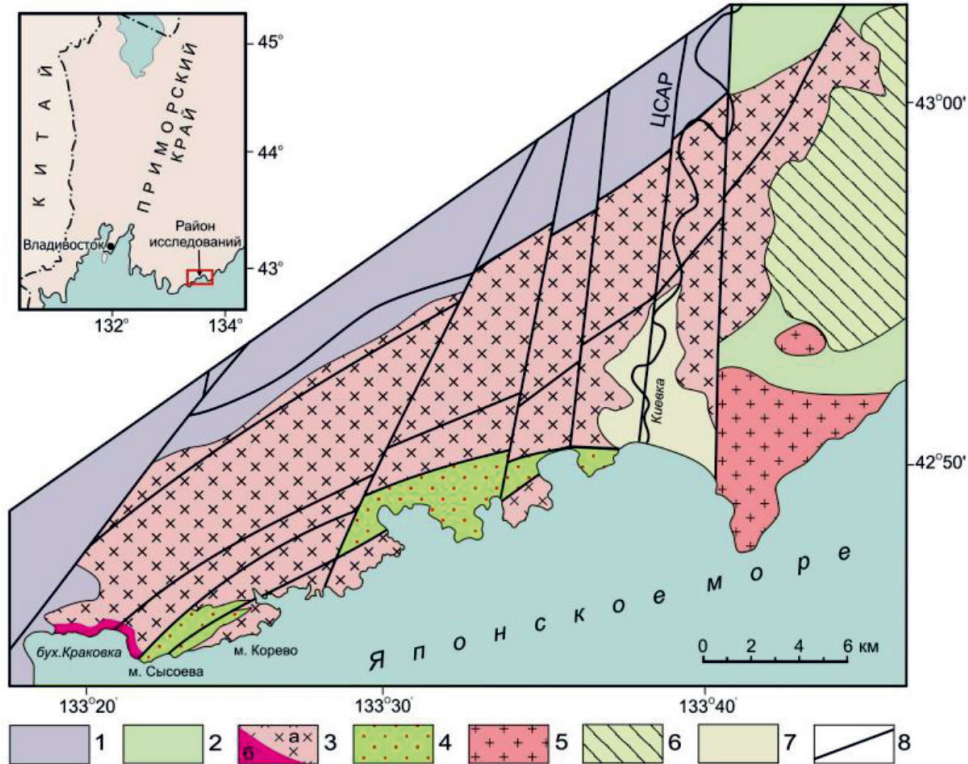 45°
44°
43°
132°
134°
КИТАЙ
ПРИМОРСКИЙ
КРАЙ
Владивосток
Район
исследований
ЦСАР
43°00'
42°50'
Киевка
Японское море
0 2 4 6 км
бух.Краковка
м. Сысоева
м. Корево
133°20'
133°30'
133°40'
1
2
а
б
3
4
5
6
7
8